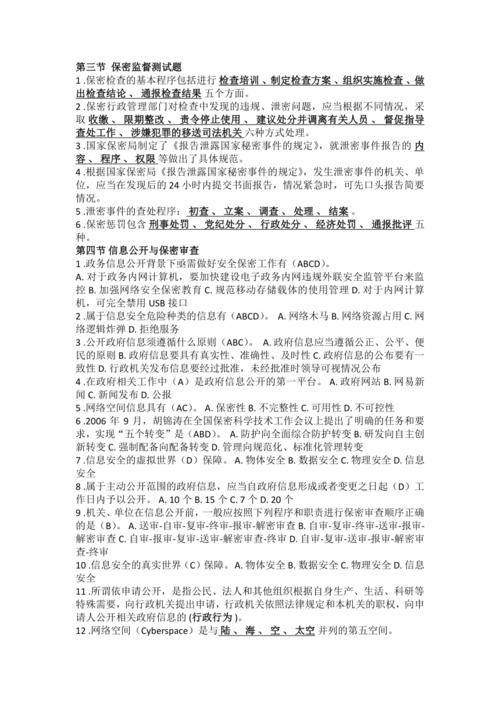 第三节 保密监督测试题
1 .保密检查的基本程序包括进行 检查培训 、制定检查方案 、组织实施检查 、做
出检查结论 、 通报检查结果 五个方面。
2 .保密行政管理部门对检查中发现的违规、泄密问题，应当根据不同情况，采
取 收缴 、 限期整改 、 责令停止使用 、 建议处分并调离有关人员 、 督促指导
查处工作 、 涉嫌犯罪的移送司法机关 六种方式处理。
3 .国家保密局制定了《报告泄露国家秘密事件的规定》，就泄密事件报告的 内
容 、 程序 、 权限 等做出了具体规范。
4 .根据国家保密局《报告泄露国家秘密事件的规定》，发生泄密事件的机关、单
位，应当在发现后的 24 小时内提交书面报告，情况紧急时，可先口头报告简要
情况。
5 .泄密事件的查处程序： 初查 、 立案 、 调查 、 处理 、 结案 。
6 .保密惩罚包含 刑事处罚 、 党纪处分 、 行政处分 、 经济处罚 、 通报批评 五
种。
第四节 信息公开与保密审查
1 .政务信息公开背景下亟需做好安全保密工作有（ABCD）。
A. 对于政务内网计算机，要加快建设电子政务内网违规外联安全监管平台来监
控 B. 加强网络安全保密教育 C. 规范移动存储载体的使用管理 D. 对于内网计算
机，可完全禁用 USB 接口
2 .属于信息安全危险种类的信息有（ABCD）。 A. 网络木马 B. 网络资源占用 C. 网
络逻辑炸弹 D. 拒绝服务
3 .公开政府信息须遵循什么原则（ABC）。 A. 政府信息应当遵循公正、公平、便
民的原则 B. 政府信息要具有真实性、准确性、及时性 C. 政府信息的公布要有一
致性 D. 行政机关发布信息要经过批准，未经批准时领导可视情况公布
4 .在政府相关工作中（A）是政府信息公开的第一平台。 A. 政府网站 B. 网易新
闻 C. 新闻发布 D. 公报
5 .网络空间信息具有（AC）。 A. 保密性 B. 不完整性 C. 可用性 D. 不可控性
6 .2006 年 9 月，胡锦涛在全国保密科学技术工作会议上提出了明确的任务和要
求，实现“五个转变”是（ABD）。 A. 防护向全面综合防护转变 B. 研发向自主创
新转变 C. 强制配备向配备转变 D. 管理向规范化、标准化管理转变
7 .信息安全的虚拟世界（D）保障。 A. 物体安全 B. 数据安全 C. 物理安全 D. 信息
安全
8 .属于主动公开范围的政府信息，应当自政府信息形成或者变更之日起（D）工
作日内予以公开。 A. 10 个 B. 15 个 C. 7 个 D. 20 个
9 .机关、单位在信息公开前，一般应按照下列程序和职责进行保密审查顺序正确
的是（B）。 A. 送审-自审-复审-终审-报审-解密审查 B. 自审-复审-终审-送审-报审-
解密审查 C. 自审-报审-复审-送审-解密审查-终审 D. 自审-复审-送审-报审-解密审
查-终审
10 .信息安全的真实世界（C）保障。 A. 物体安全 B. 数据安全 C. 物理安全 D. 信息
安全
11 .所谓依申请公开，是指公民、法人和其他组织根据自身生产、生活、科研等
特殊需要，向行政机关提出申请，行政机关依照法律规定和本机关的职权，向申
请人公开相关政府信息的 (行政行为 )。
12 .网络空间（Cyberspace）是与 陆 、 海 、 空 、 太空 并列的第五空间。